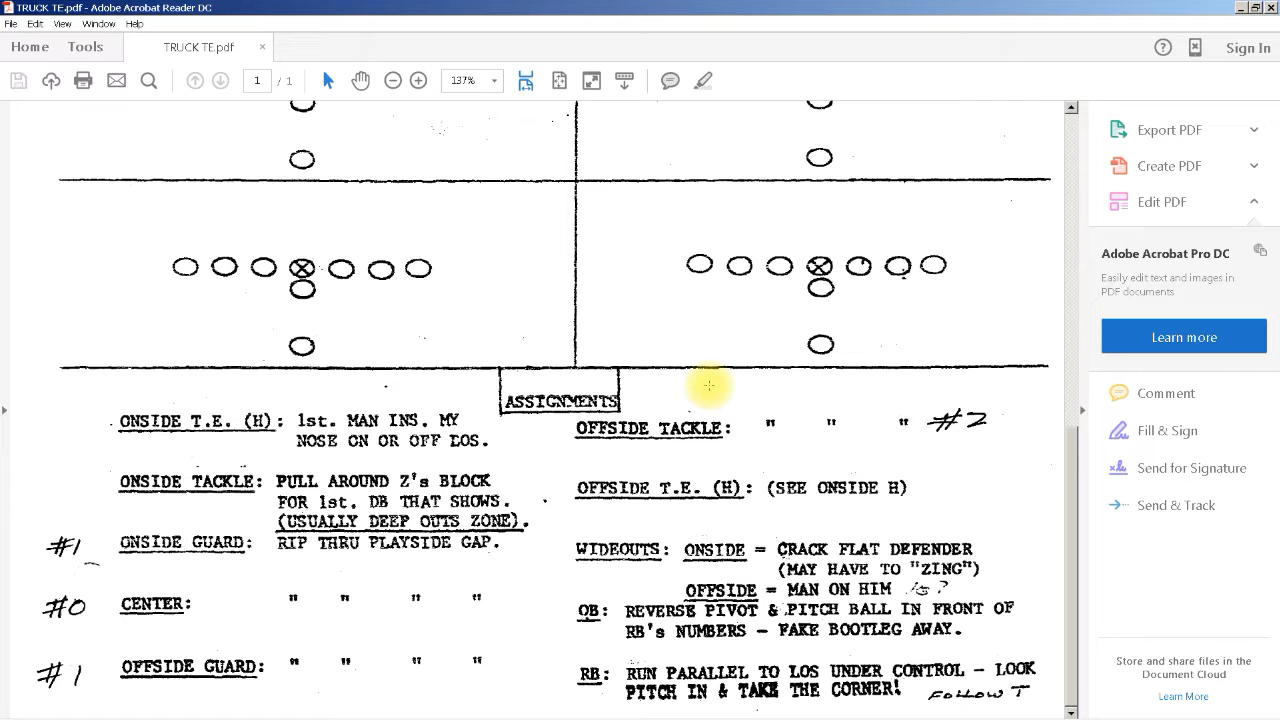 TRUCK TE.pdf - Adobe Acrobat Reader DC
File Edit View Window Help
Home Tools TRUCK TE.pdf × Sign In
1 / 1 137%
Export PDF
Create PDF
Edit PDF
Adobe Acrobat Pro DC
Easily edit text and images in
PDF documents
Learn more
Comment
Fill & Sign
Send for Signature
Send & Track
Store and share files in the
Document Cloud
Learn More
ASSIGNMENTS
ONSIDE T.E. (H): 1st. MAN INS. MY
NOSE ON OR OFF LOS.
ONSIDE TACKLE: PULL AROUND Z's BLOCK
FOR 1st. DB THAT SHOWS.
(USUALLY DEEP OUTS ZONE).
#1 ONSIDE GUARD: RIP THRU PLAYSIDE GAP.
#0 CENTER: " " " "
#1 OFFSIDE GUARD: " " " "
OFFSIDE TACKLE: " " " #2
OFFSIDE T.E. (H): (SEE ONSIDE H)
WIDEOUTS: ONSIDE = CRACK FLAT DEFENDER
(MAY HAVE TO "ZING")
OFFSIDE = MAN ON HIM
QB: REVERSE PIVOT & PITCH BALL IN FRONT OF
RB's NUMBERS - FAKE BOOTLEG AWAY.
RB: RUN PARALLEL TO LOS UNDER CONTROL - LOOK
PITCH IN & TAKE THE CORNER! FOLLOW T